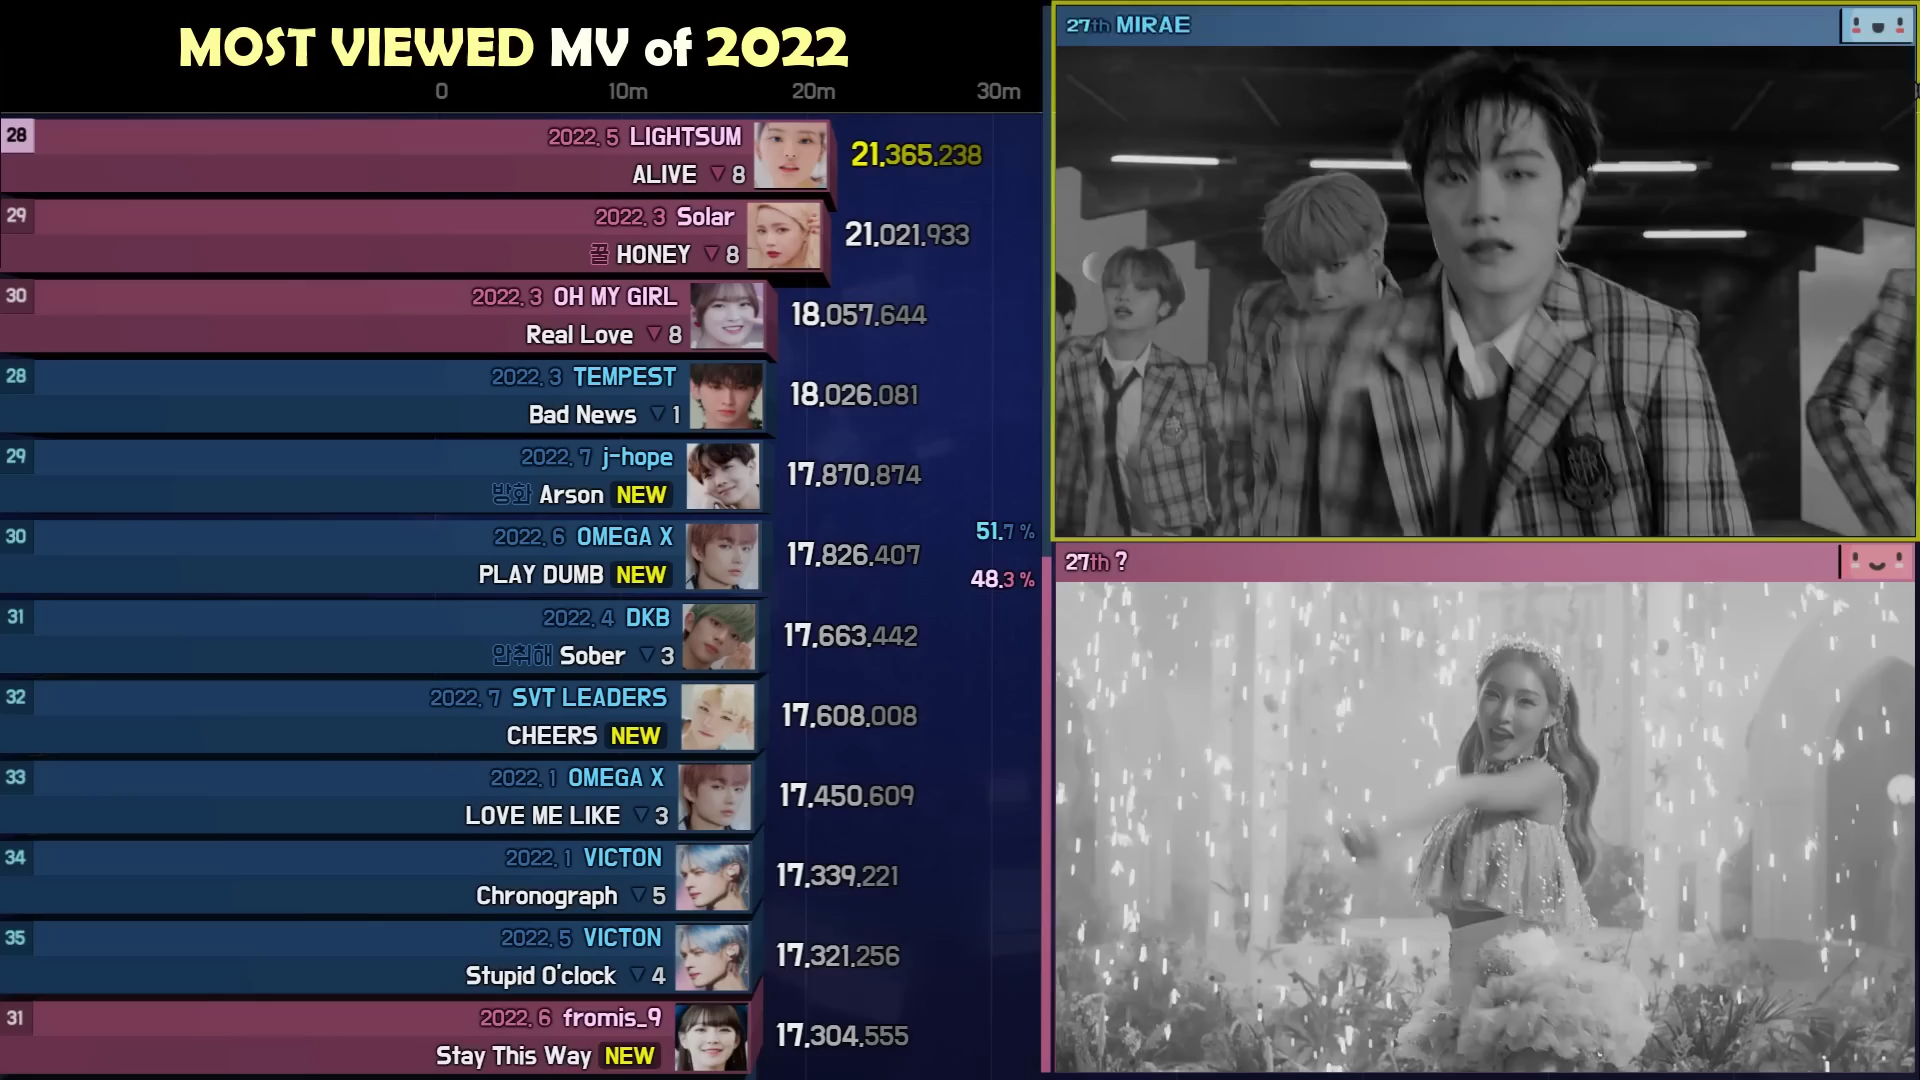 MOST VIEWED MV of 2022
0 10m 20m 30m
28 2022. 5 LIGHTSUM
ALIVE ▼ 8
21,365,238
29 2022. 3 Solar
꿀 HONEY ▼ 8
21,021,933
30 2022. 3 OH MY GIRL
Real Love ▼ 8
18,057,644
28 2022. 3 TEMPEST
Bad News ▼ 1
18,026,081
29 2022. 7 j-hope
방화 Arson NEW
17,870,874
30 2022. 6 OMEGA X
PLAY DUMB NEW
17,826,407
31 2022. 4 DKB
안취해 Sober ▼ 3
17,663,442
32 2022. 7 SVT LEADERS
CHEERS NEW
17,608,008
33 2022. 1 OMEGA X
LOVE ME LIKE ▼ 3
17,450,609
34 2022. 1 VICTON
Chronograph ▼ 5
17,339,221
35 2022. 5 VICTON
Stupid O'clock ▼ 4
17,321,256
31 2022. 6 fromis_9
Stay This Way NEW
17,304,555
51.7 %
48.3 %
27th MIRAE
27th ?